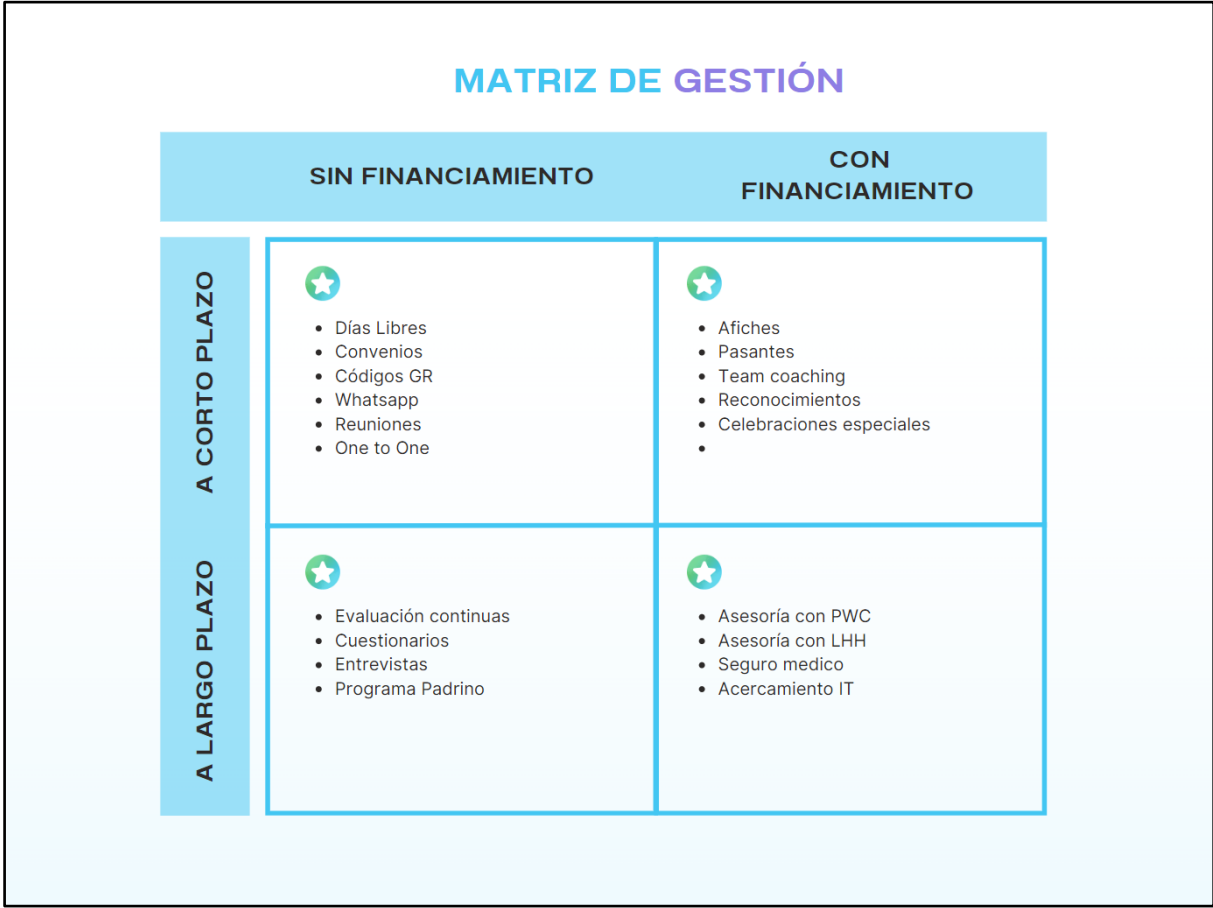 MATRIZ DE GESTIÓN
SIN FINANCIAMIENTO
CON
FINANCIAMIENTO
A CORTO PLAZO
• Días Libres
• Convenios
• Códigos GR
• Whatsapp
• Reuniones
• One to One
• Afiches
• Pasantes
• Team coaching
• Reconocimientos
• Celebraciones especiales
•
A LARGO PLAZO
• Evaluación continuas
• Cuestionarios
• Entrevistas
• Programa Padrino
• Asesoría con PWC
• Asesoría con LHH
• Seguro medico
• Acercamiento IT